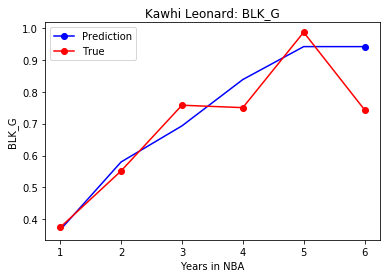 Kawhi Leonard: BLK_G
Prediction
True
BLK_G
1.0
0.9
0.8
0.7
0.6
0.5
0.4
1 2 3 4 5 6
Years in NBA